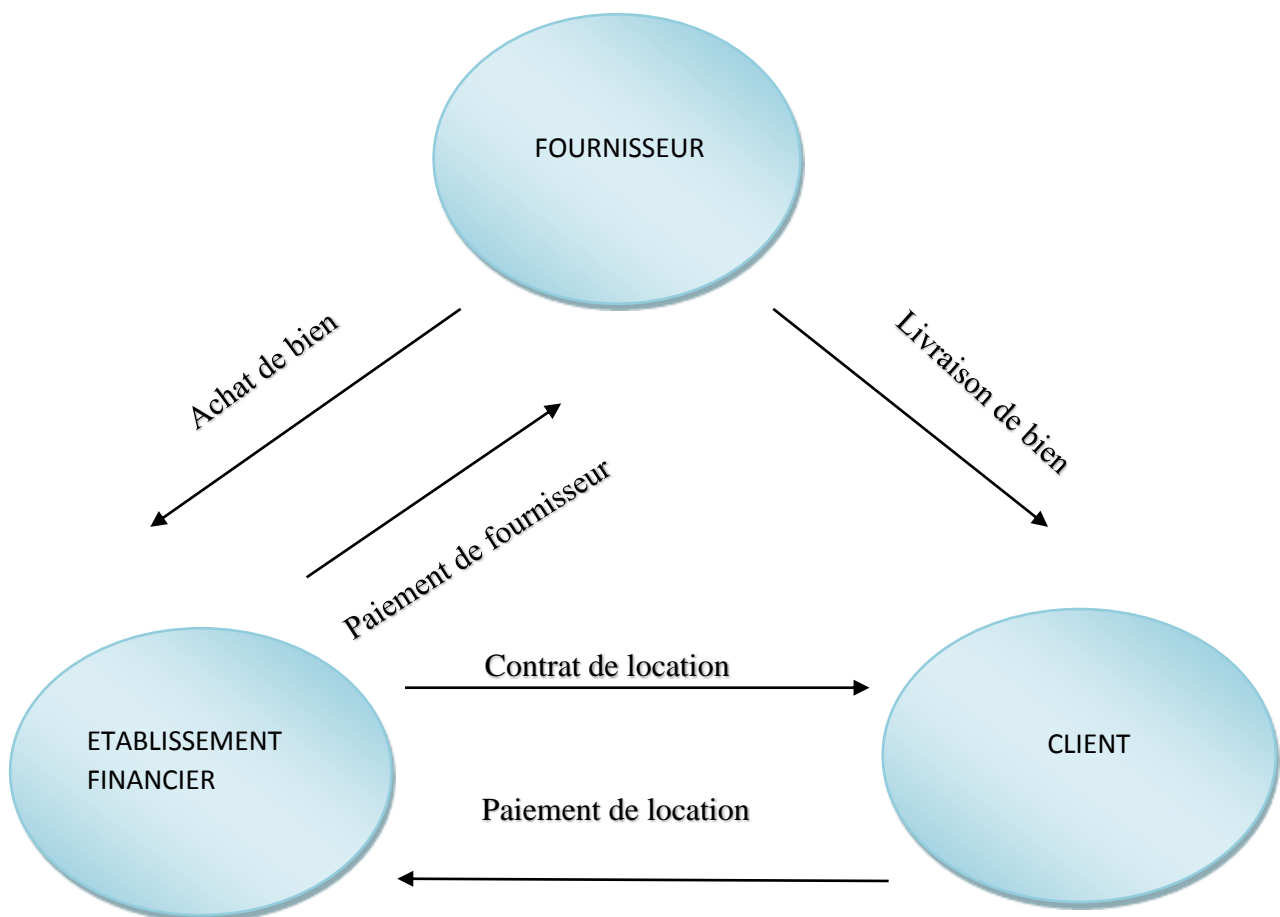 FOURNISSEUR
Achat de bien
Livraison de bien
Paiement de fournisseur
Contrat de location
ETABLISSEMENT
FINANCIER
CLIENT
Paiement de location